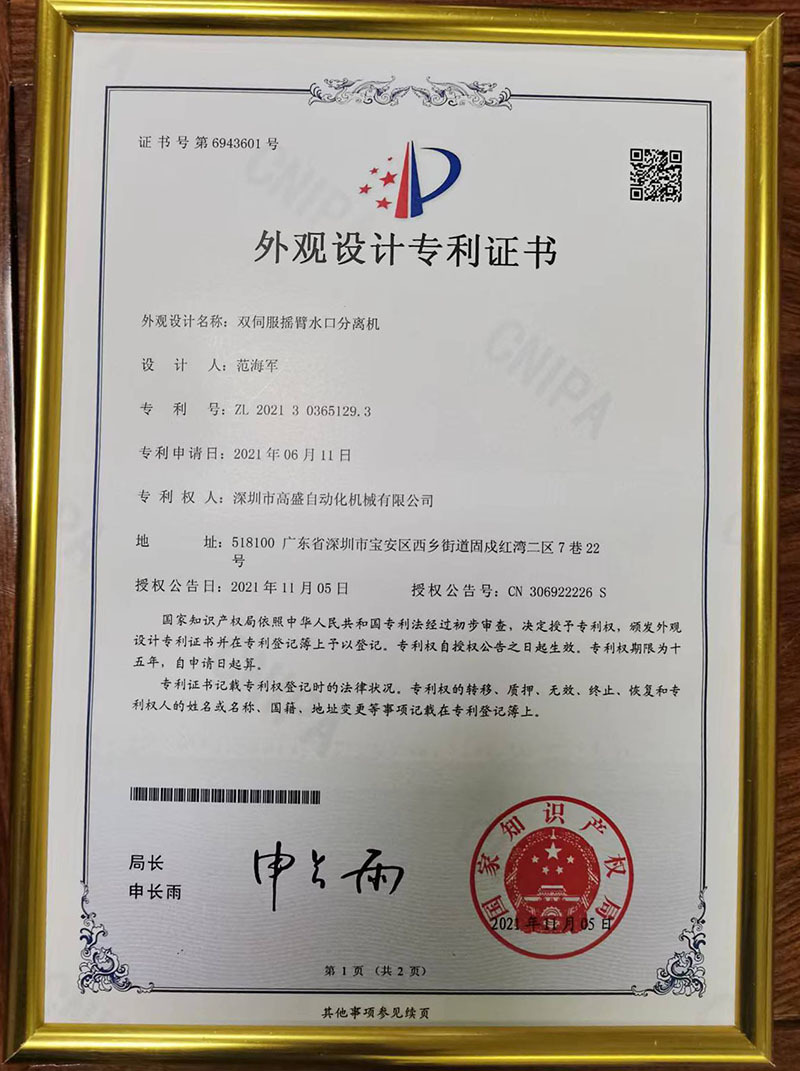 证书号第6943601号
外观设计专利证书
外观设计名称：双伺服摇臂水口分离机
设计人：范海军
专利号：ZL 2021 3 0365129.3
专利申请日：2021年06月11日
专利权人：深圳市高盛自动化机械有限公司
地址：518100 广东省深圳市宝安区西乡街道固戍红湾二区7巷22
号
授权公告日：2021年11月05日 授权公告号：CN 306922226 S
国家知识产权局依照中华人民共和国专利法经过初步审查，决定授予专利权，颁发外观
设计专利证书并在专利登记簿上予以登记。专利权自授权公告之日起生效。专利权期限为十
五年，自申请日起算。
专利证书记载专利权登记时的法律状况。专利权的转移、质押、无效、终止、恢复和专
利权人的姓名或名称、国籍、地址变更等事项记载在专利登记簿上。
局长
申长雨
申长雨
国家知识产权局
2021年11月05日
第1页（共2页）
其他事项参见续页
CNIPA
CNIPA